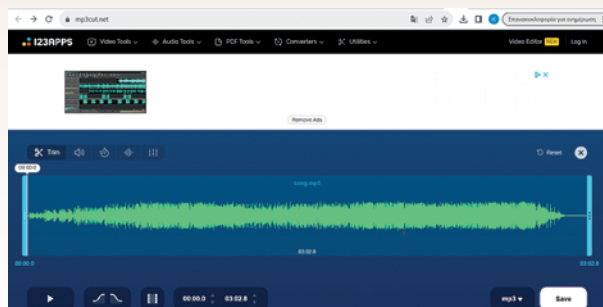 mp3cut.net
Επανακυκλοφορία για ενημέρωση
123APPS Video Tools Audio Tools PDF Tools Converters Utilities Video Editor NEW Log in
Remove Ads
Trim Reset
00:00.0
song.mp3
03:02.8
00:00.0 03:02.8
00:00.0 03:02.8 mp3 Save